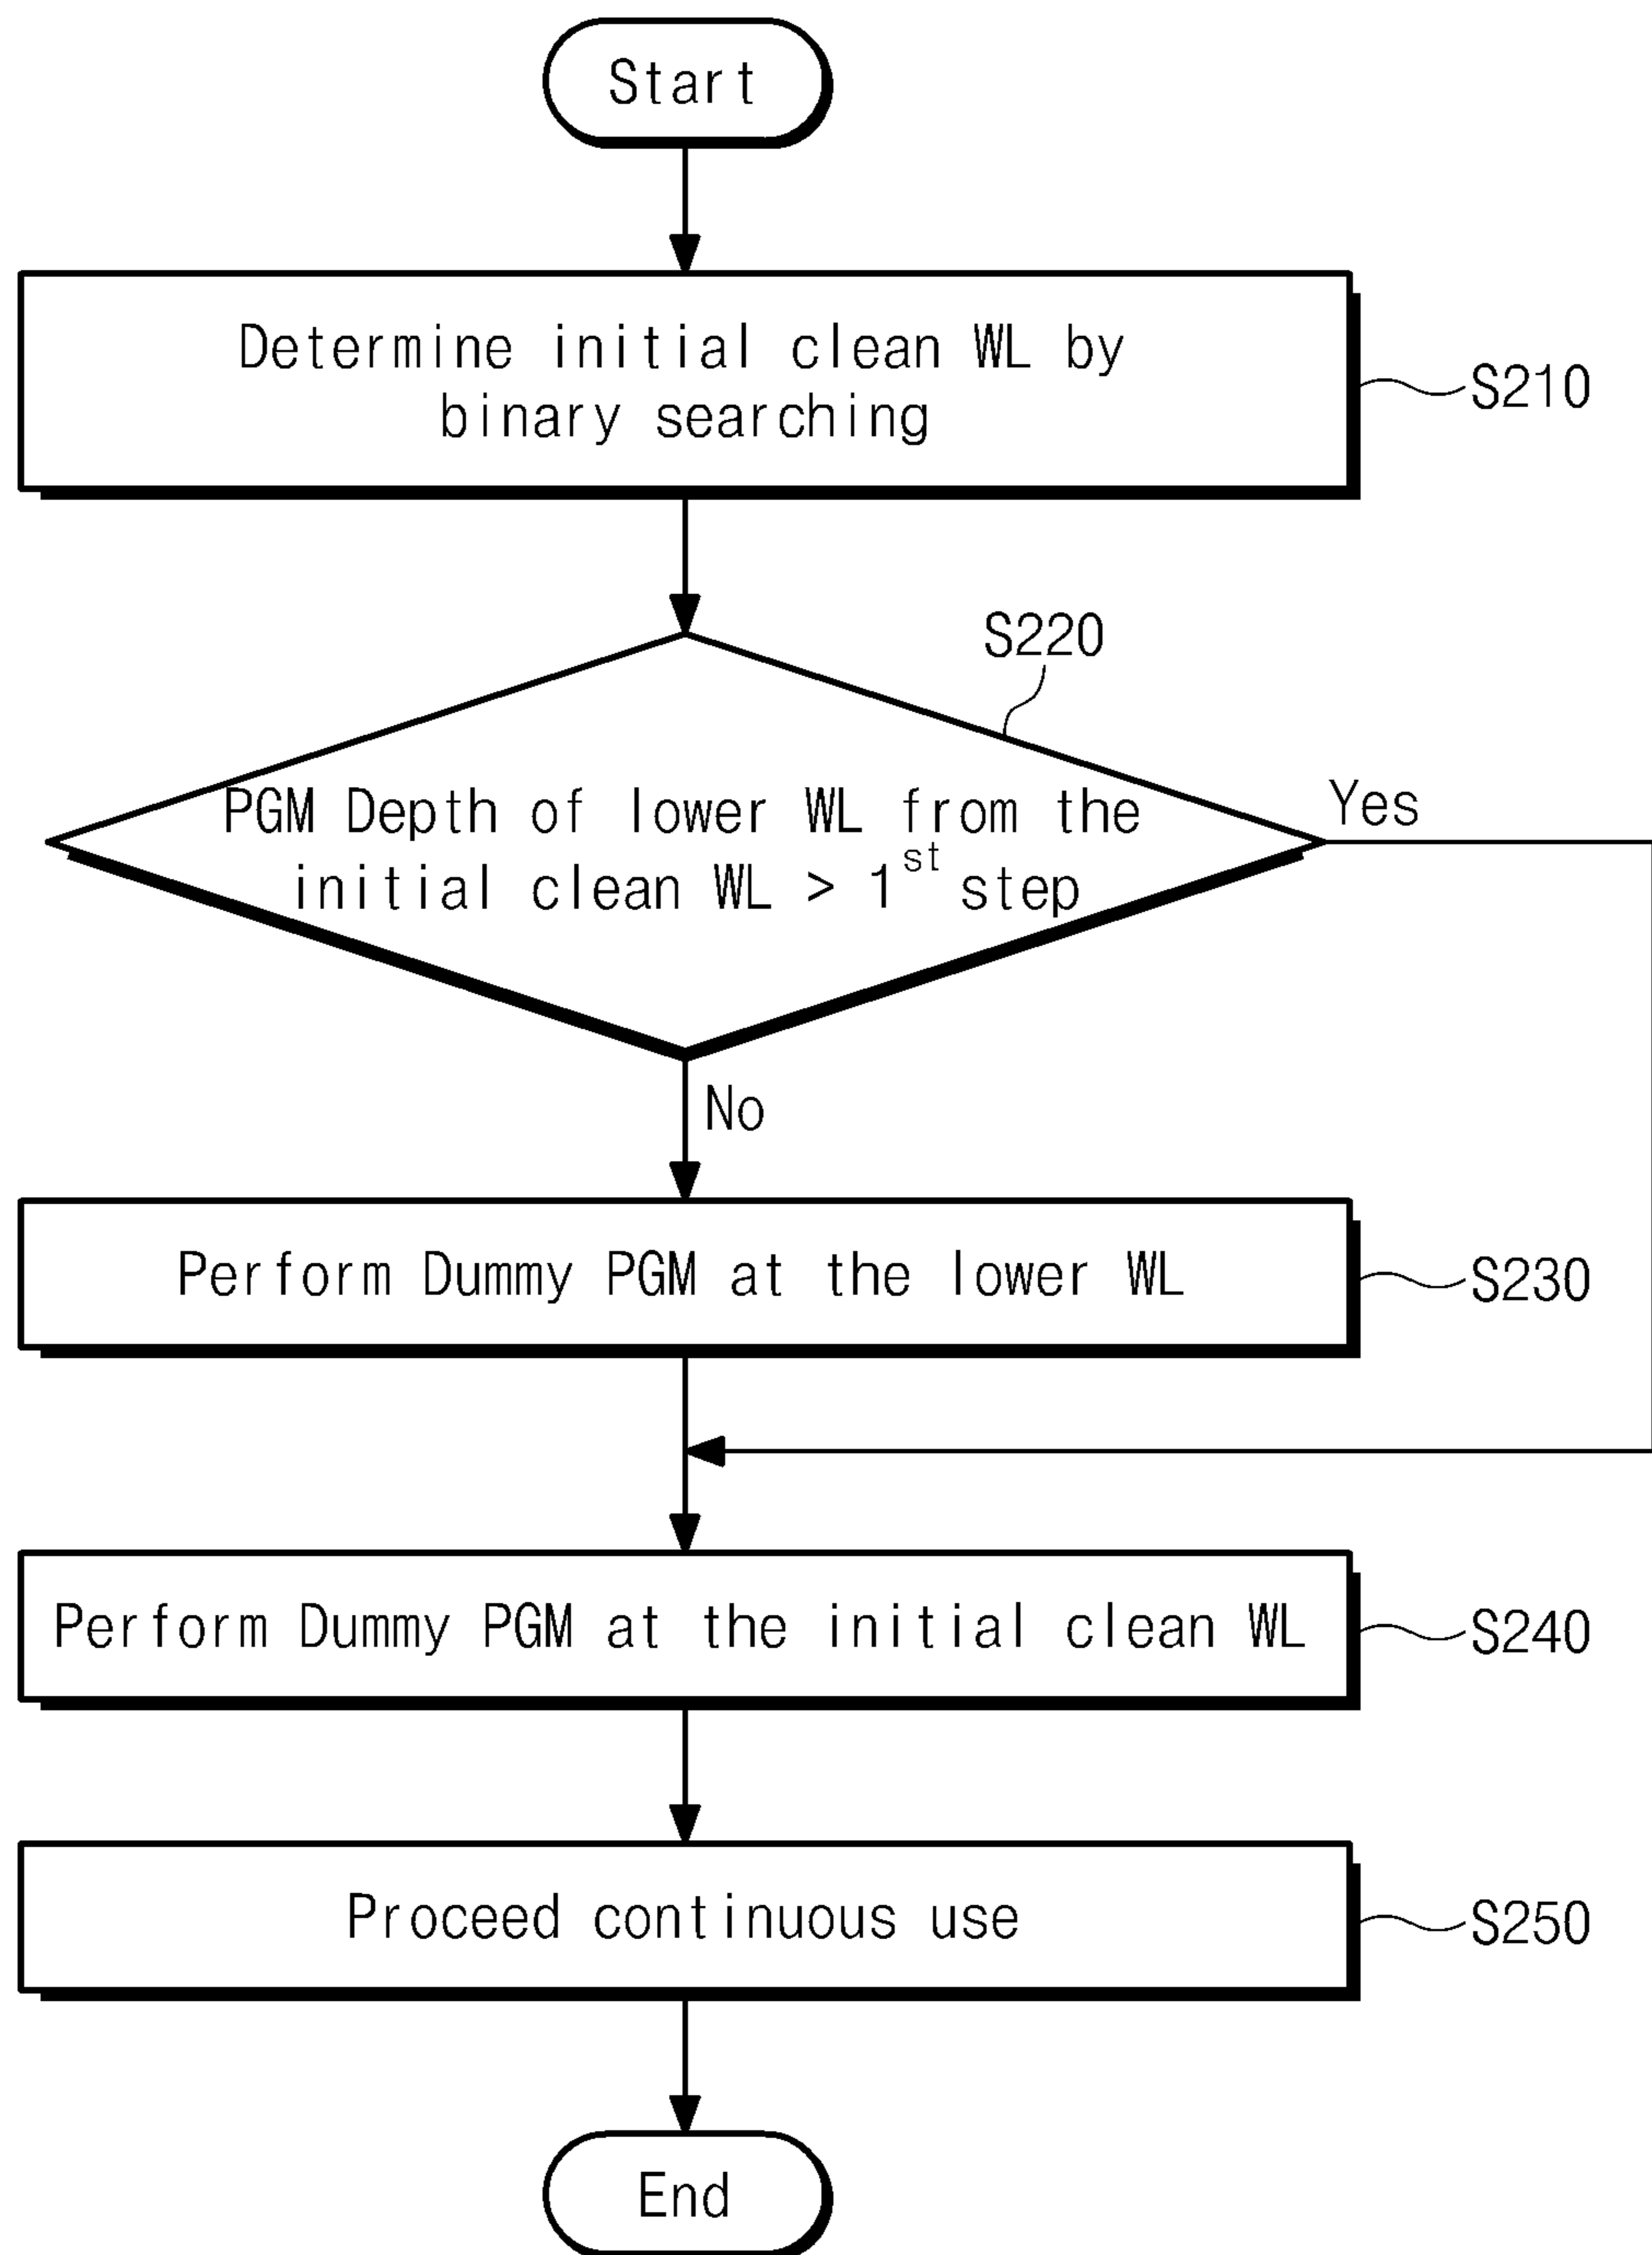 Start
Determine initial clean WL by
binary searching
S210
S220
PGM Depth of lower WL from the
initial clean WL > 1st step
Yes
No
Perform Dummy PGM at the lower WL
S230
Perform Dummy PGM at the initial clean WL
S240
Proceed continuous use
S250
End